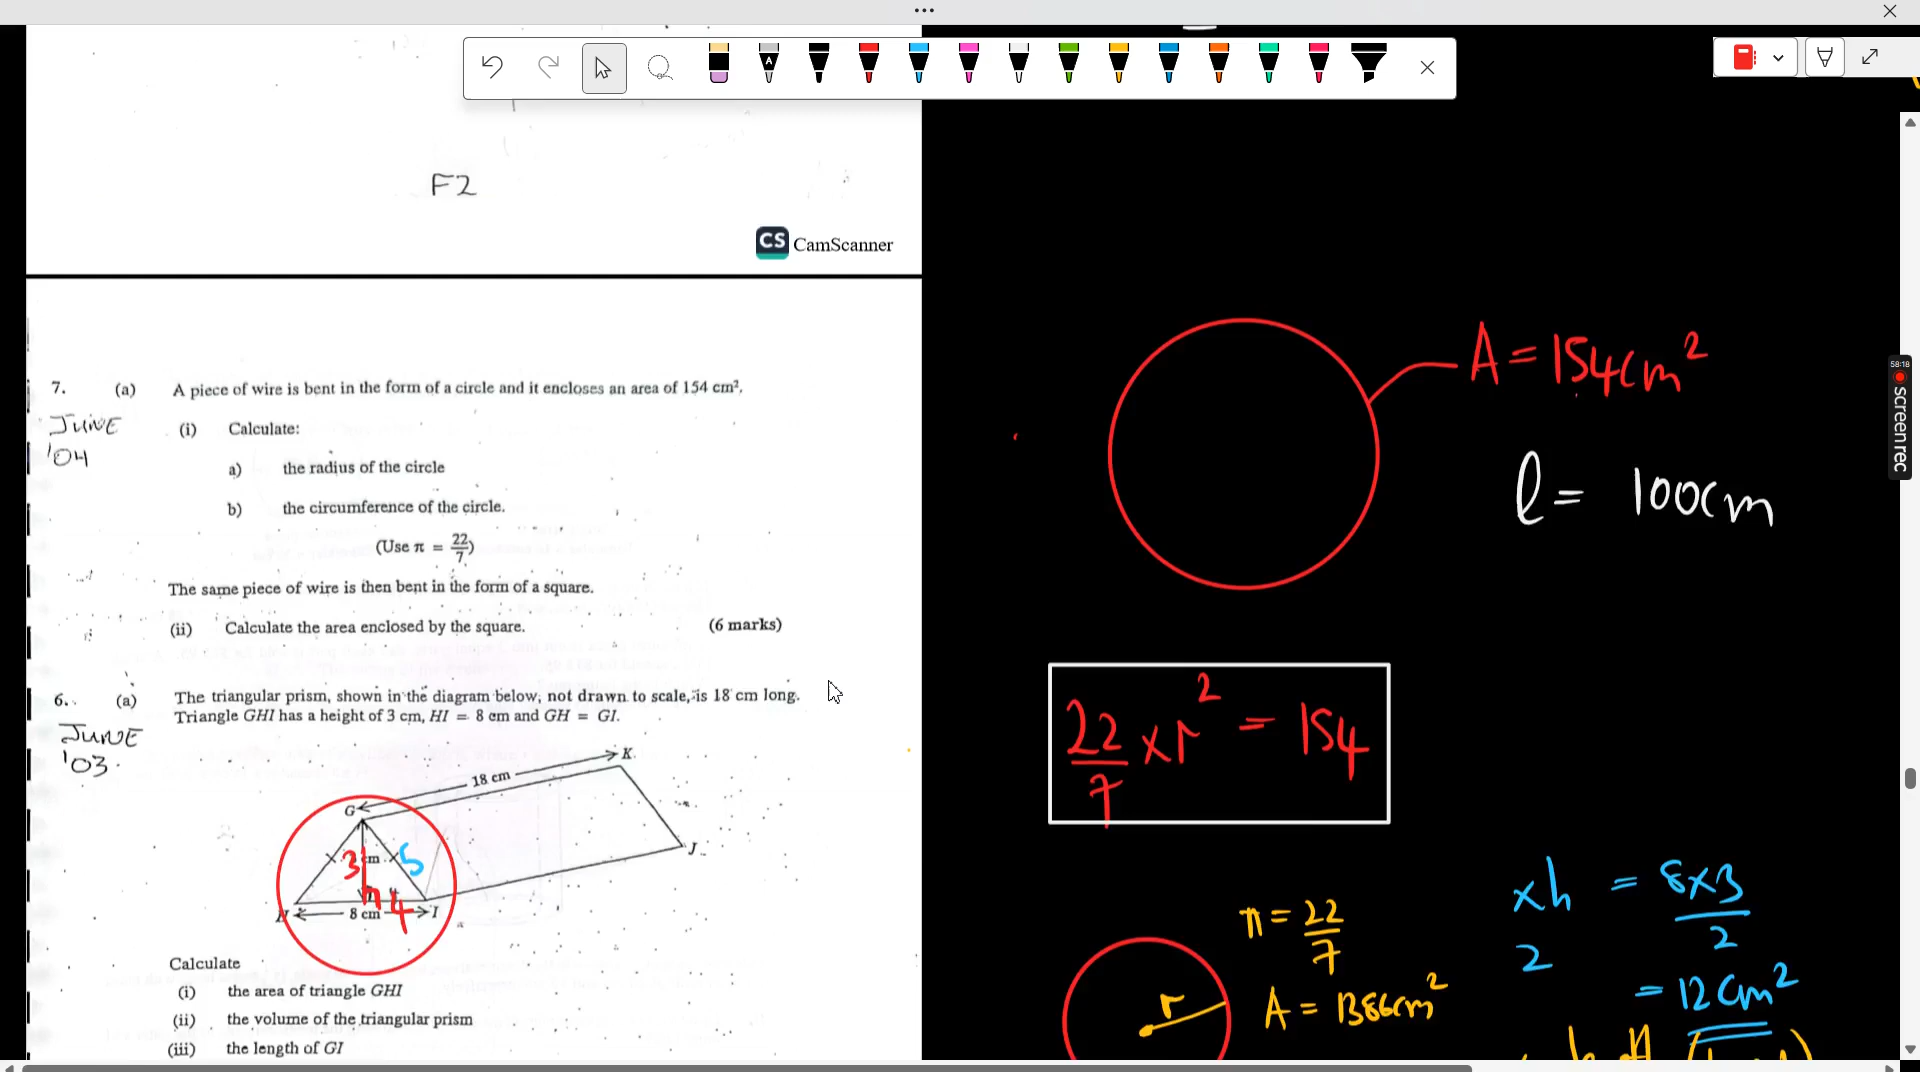 F2
CS CamScanner
7. (a) A piece of wire is bent in the form of a circle and it encloses an area of 154 cm².
JUNE '04
(i) Calculate:
a) the radius of the circle
b) the circumference of the circle.
(Use π = 22/7)
The same piece of wire is then bent in the form of a square.
(ii) Calculate the area enclosed by the square. (6 marks)
6. (a) The triangular prism, shown in the diagram below, not drawn to scale, is 18 cm long.
Triangle GHI has a height of 3 cm, HI = 8 cm and GH = GI.
JUNE '03
K
18 cm
G
3 cm 5
J
4
H 8 cm I
Calculate
(i) the area of triangle GHI
(ii) the volume of the triangular prism
(iii) the length of GI
A = 154cm²
l = 100cm
22/7 x r² = 154
xh/2 = 8x3/2
= 12cm²
π = 22/7
r
A = 1386cm²
58:18
screenrec